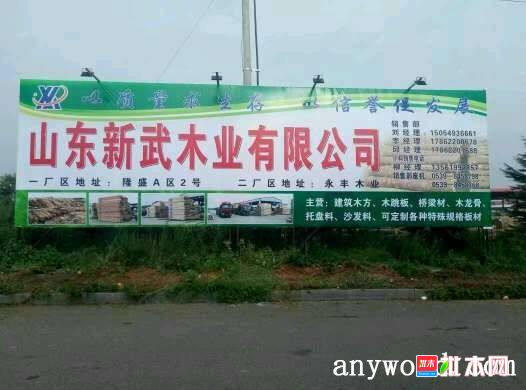 以质量求生存 以信誉促发展
山东新武木业有限公司
一厂区地址：隆盛A区2号 二厂区地址：永丰木业
销售部
刘经理：15054938661
李经理：17862206678
主营：建筑木方、木跳板、桥梁材、木龙骨、
托盘料、沙发料、可定制各种特殊规格板材
批木 批木网